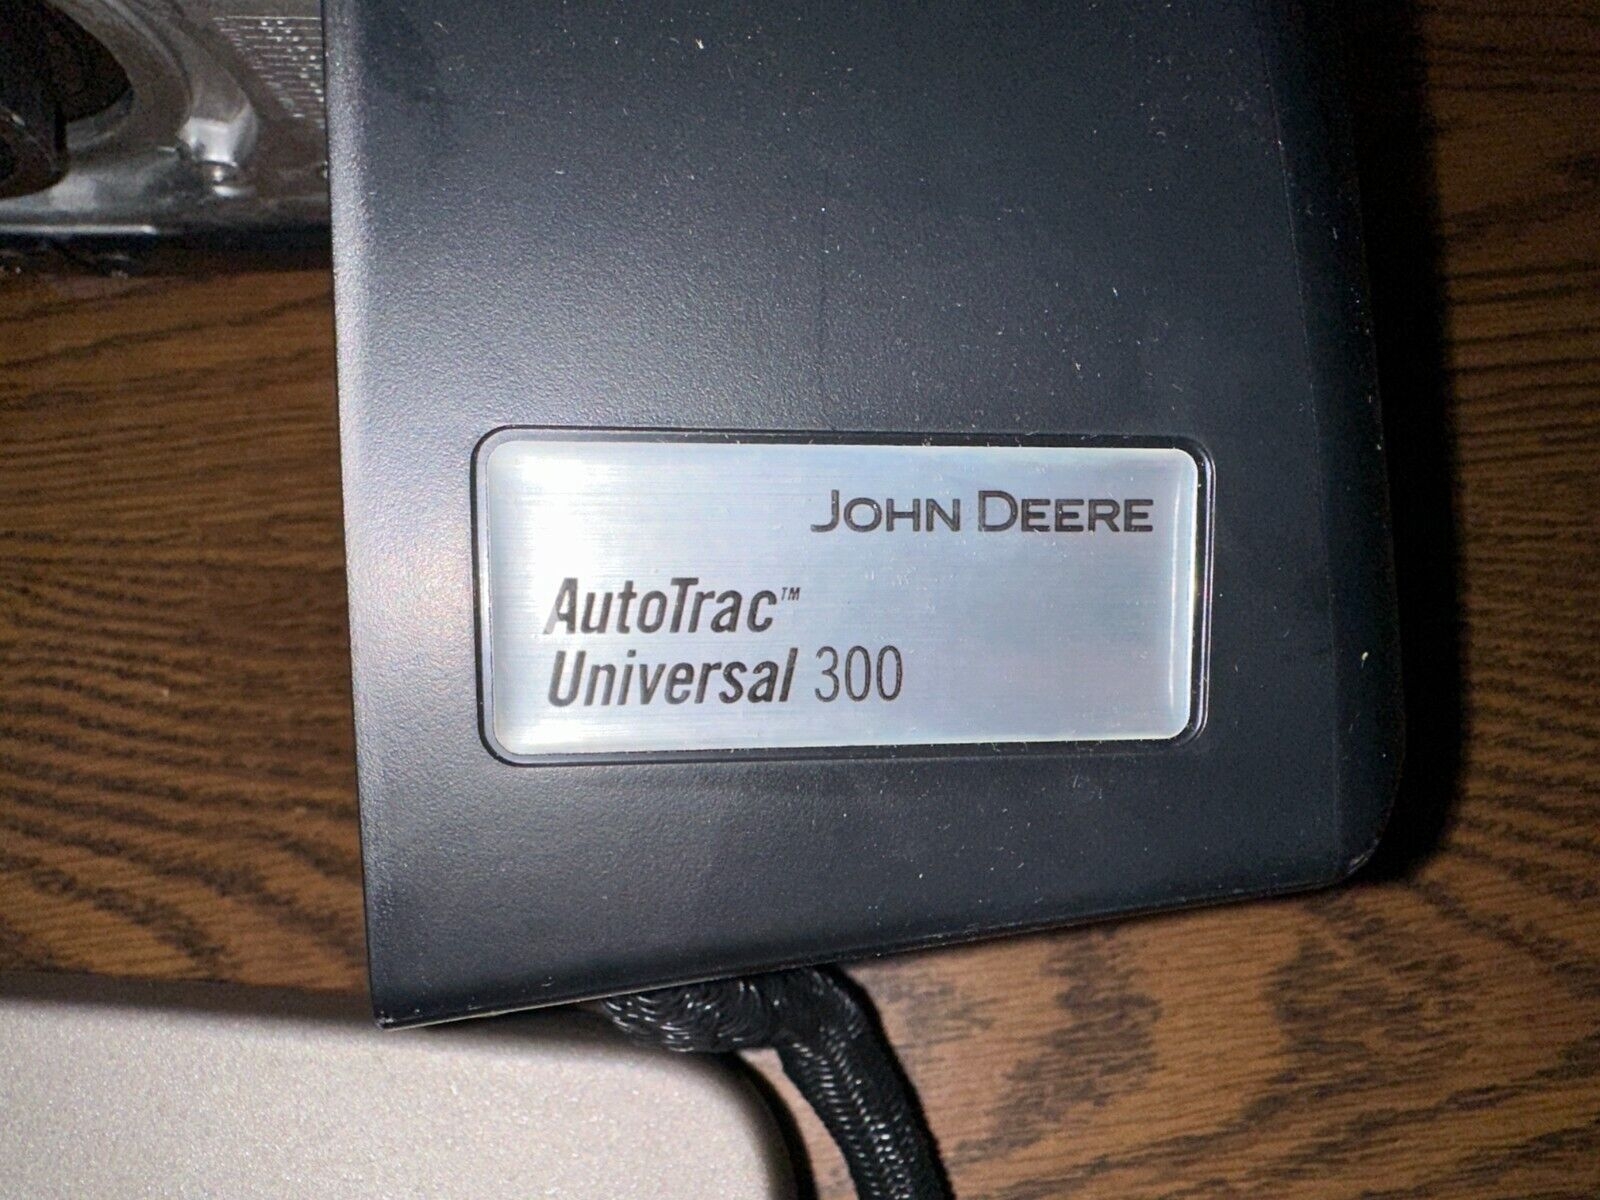 JOHN DEERE
AutoTrac™
Universal 300